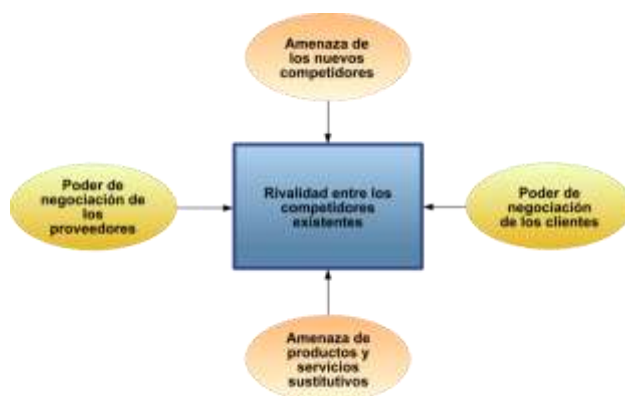 Amenaza de
los nuevos
competidores
Poder de
negociación de
los
proveedores
Rivalidad entre los
competidores
existentes
Poder de
negociación
de los clientes
Amenaza de
productos y
servicios
sustitutivos